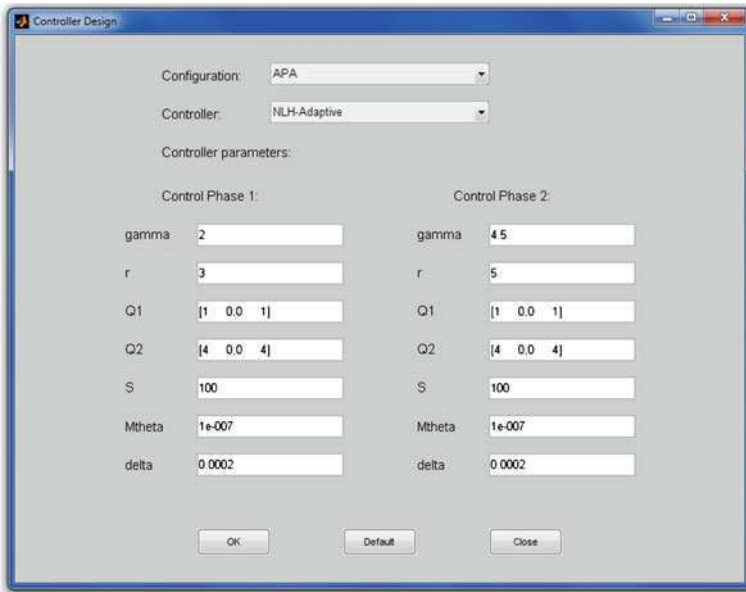 Controller Design
Configuration: APA
Controller: NLH-Adaptive
Controller parameters:
Control Phase 1: Control Phase 2:
gamma 2 gamma 4.5
r 3 r 5
Q1 [1 0.0 1] Q1 [1 0.0 1]
Q2 [4 0.0 4] Q2 [4 0.0 4]
S 100 S 100
Mtheta 1e-007 Mtheta 1e-007
delta 0.0002 delta 0.0002
OK Default Close